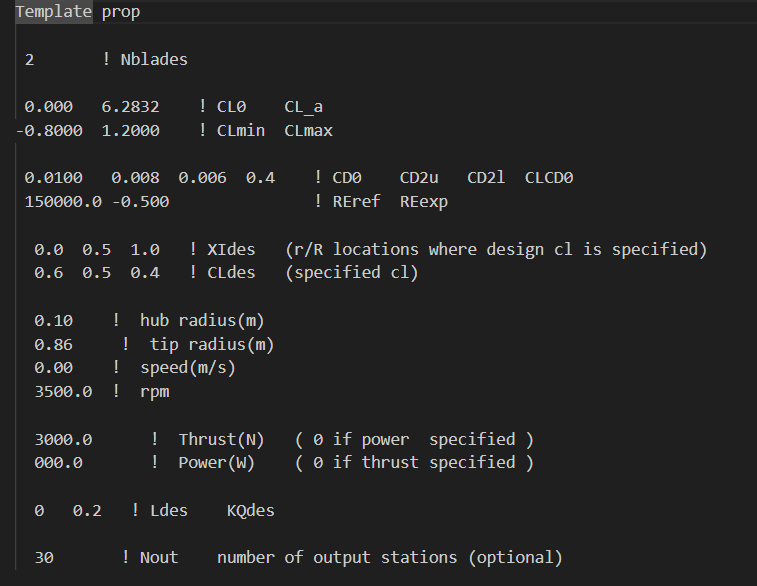 Template prop
2 ! Nblades
0.000 6.2832 ! CL0 CL_a
-0.8000 1.2000 ! CLmin CLmax
0.0100 0.008 0.006 0.4 ! CD0 CD2u CD2l CLCD0
150000.0 -0.500 ! REref REexp
0.0 0.5 1.0 ! XIdes (r/R locations where design cl is specified)
0.6 0.5 0.4 ! CLdes (specified cl)
0.10 ! hub radius(m)
0.86 ! tip radius(m)
0.00 ! speed(m/s)
3500.0 ! rpm
3000.0 ! Thrust(N) ( 0 if power specified )
000.0 ! Power(W) ( 0 if thrust specified )
0 0.2 ! Ldes KQdes
30 ! Nout number of output stations (optional)